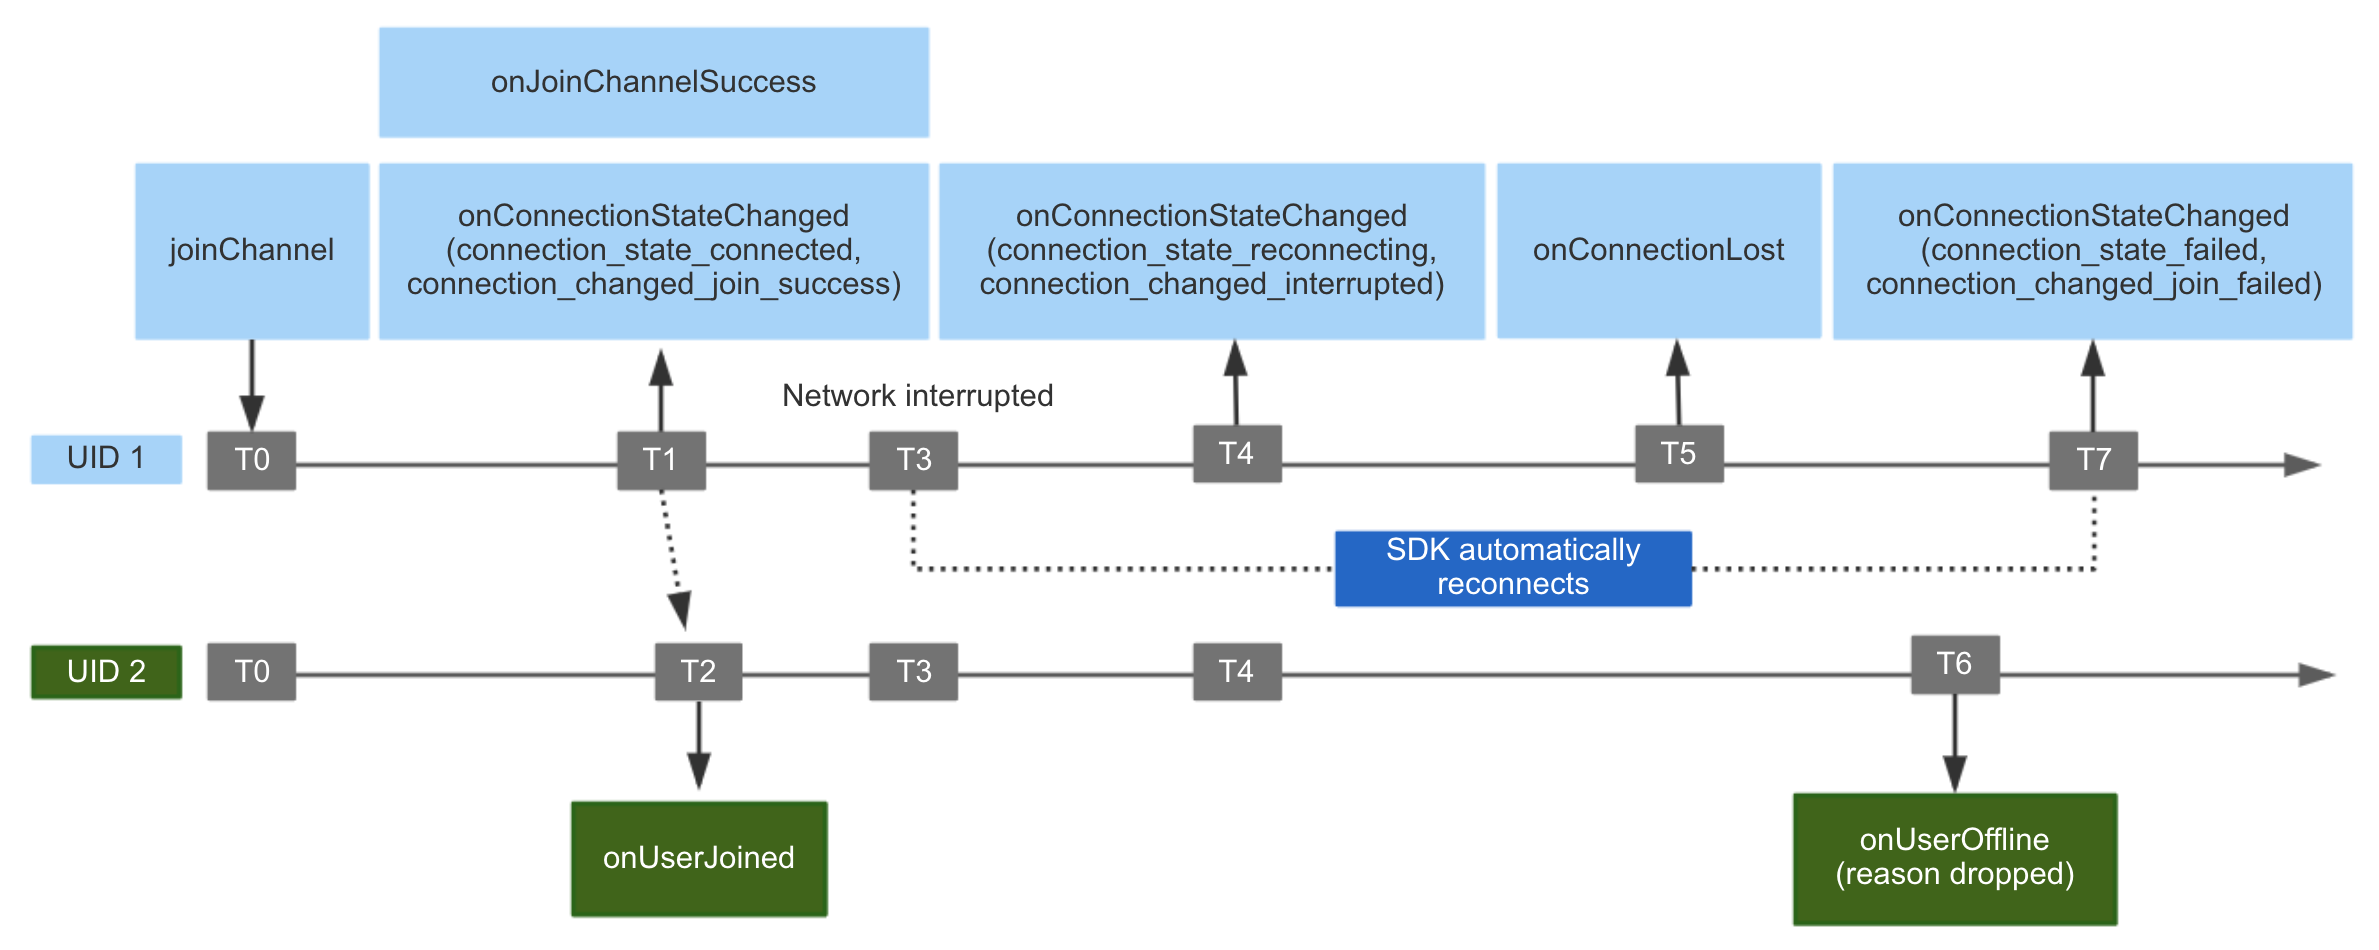 onJoinChannelSuccess
joinChannel
onConnectionStateChanged
(connection_state_connected,
connection_changed_join_success)
onConnectionStateChanged
(connection_state_reconnecting,
connection_changed_interrupted)
onConnectionLost
onConnectionStateChanged
(connection_state_failed,
connection_changed_join_failed)
Network interrupted
UID 1
T0
T1
T3
T4
T5
T7
SDK automatically
reconnects
UID 2
T0
T2
T3
T4
T6
onUserJoined
onUserOffline
(reason dropped)